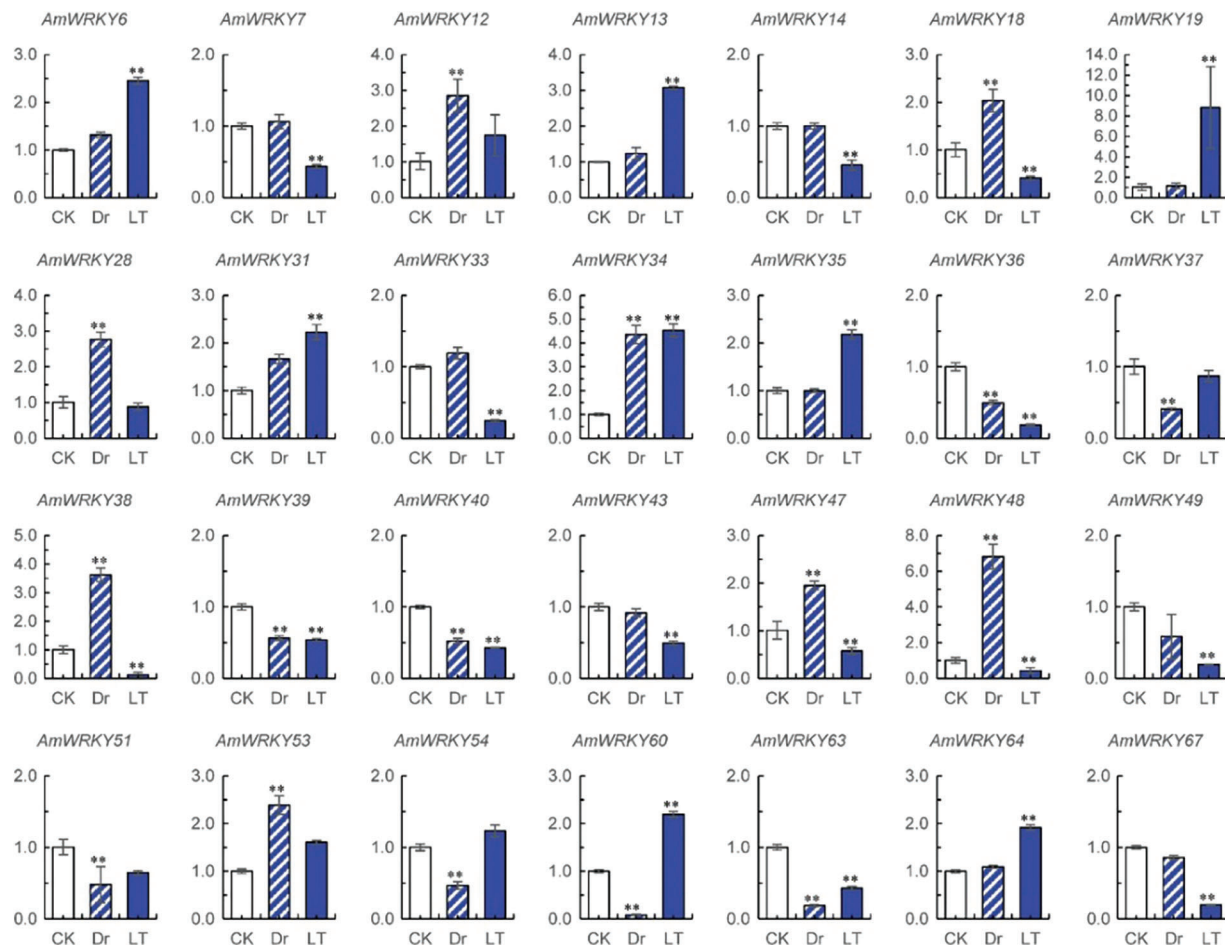 AmWRKY6
3.0
2.0
1.0
0.0
**
CK Dr LT
AmWRKY7
2.0
1.0
0.0
**
CK Dr LT
AmWRKY12
4.0
3.0
2.0
1.0
0.0
**
CK Dr LT
AmWRKY13
4.0
3.0
2.0
1.0
0.0
**
CK Dr LT
AmWRKY14
2.0
1.0
0.0
**
CK Dr LT
AmWRKY18
3.0
2.0
1.0
0.0
**
**
CK Dr LT
AmWRKY19
14.0
12.0
10.0
8.0
6.0
4.0
2.0
0.0
**
CK Dr LT
AmWRKY28
4.0
3.0
2.0
1.0
0.0
**
CK Dr LT
AmWRKY31
3.0
2.0
1.0
0.0
**
CK Dr LT
AmWRKY33
2.0
1.0
0.0
**
CK Dr LT
AmWRKY34
6.0
5.0
4.0
3.0
2.0
1.0
0.0
** **
CK Dr LT
AmWRKY35
3.0
2.0
1.0
0.0
**
CK Dr LT
AmWRKY36
2.0
1.0
0.0
**
**
CK Dr LT
AmWRKY37
2.0
1.0
0.0
**
CK Dr LT
AmWRKY38
5.0
4.0
3.0
2.0
1.0
0.0
**
**
CK Dr LT
AmWRKY39
2.0
1.0
0.0
** **
CK Dr LT
AmWRKY40
2.0
1.0
0.0
**
**
CK Dr LT
AmWRKY43
2.0
1.0
0.0
**
CK Dr LT
AmWRKY47
3.0
2.0
1.0
0.0
**
**
CK Dr LT
AmWRKY48
8.0
6.0
4.0
2.0
0.0
**
**
CK Dr LT
AmWRKY49
2.0
1.0
0.0
**
CK Dr LT
AmWRKY51
2.0
1.0
0.0
**
CK Dr LT
AmWRKY53
3.0
2.0
1.0
0.0
**
CK Dr LT
AmWRKY54
2.0
1.0
0.0
**
CK Dr LT
AmWRKY60
3.0
2.0
1.0
0.0
**
**
CK Dr LT
AmWRKY63
2.0
1.0
0.0
**
**
CK Dr LT
AmWRKY64
3.0
2.0
1.0
0.0
**
CK Dr LT
AmWRKY67
2.0
1.0
0.0
**
CK Dr LT